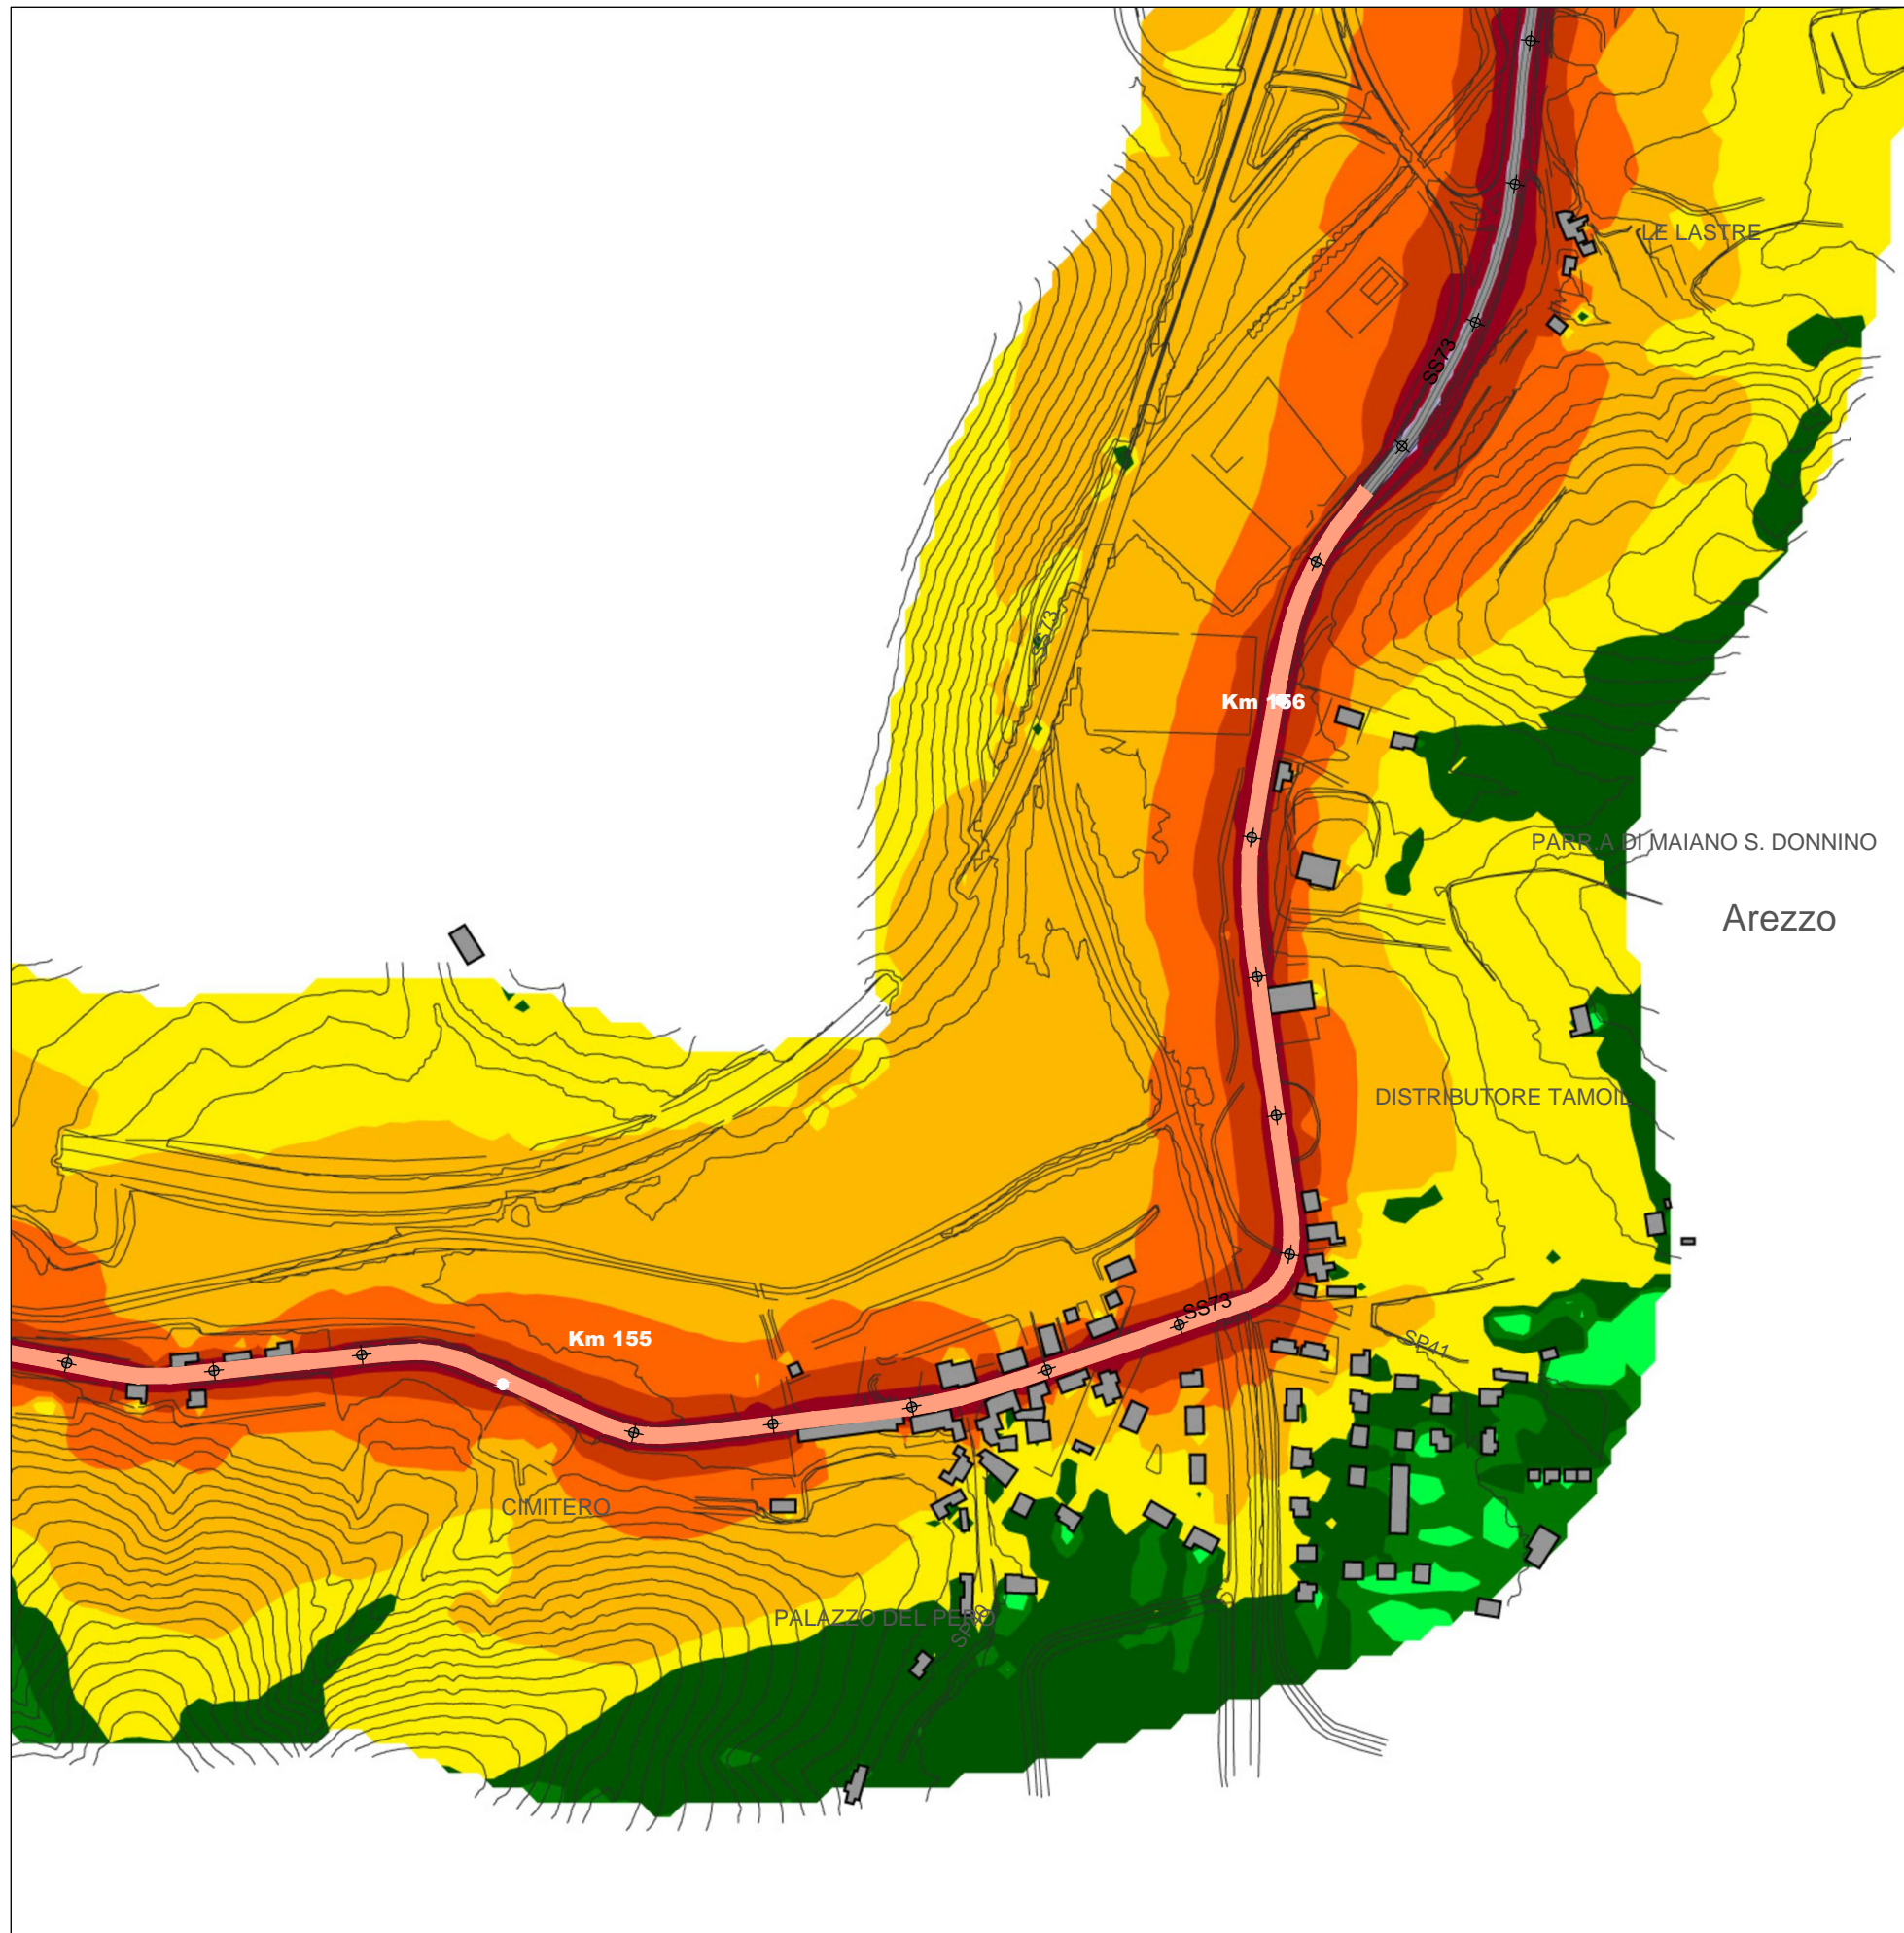 LE LASTRE
SS73
SS73
Km 156
PARR.A DI MAIANO S. DONNINO
Arezzo
DISTRIBUTORE TAMOIL
SS73
Km 155
SP41
CIMITERO
PALAZZO DEL PERO